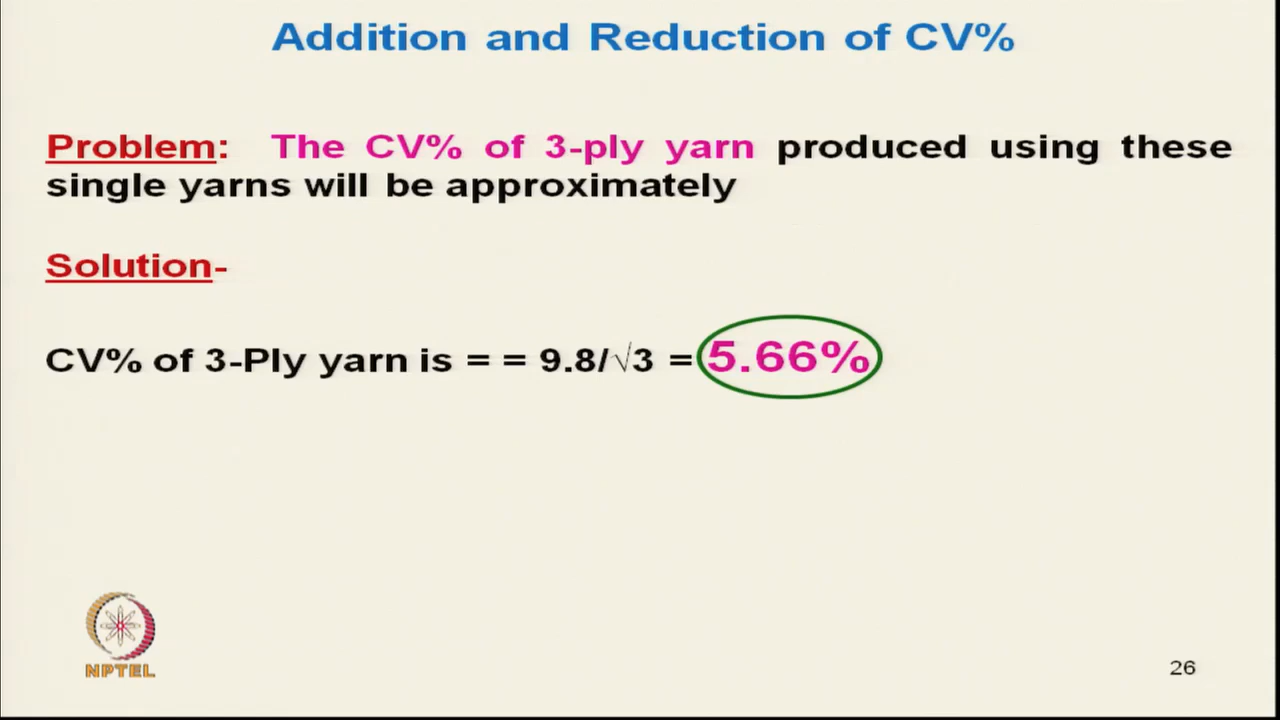 Addition and Reduction of CV%
Problem: The CV% of 3-ply yarn produced using these
single yarns will be approximately
Solution-
CV% of 3-Ply yarn is = = 9.8/√3 = 5.66%
NPTEL
26